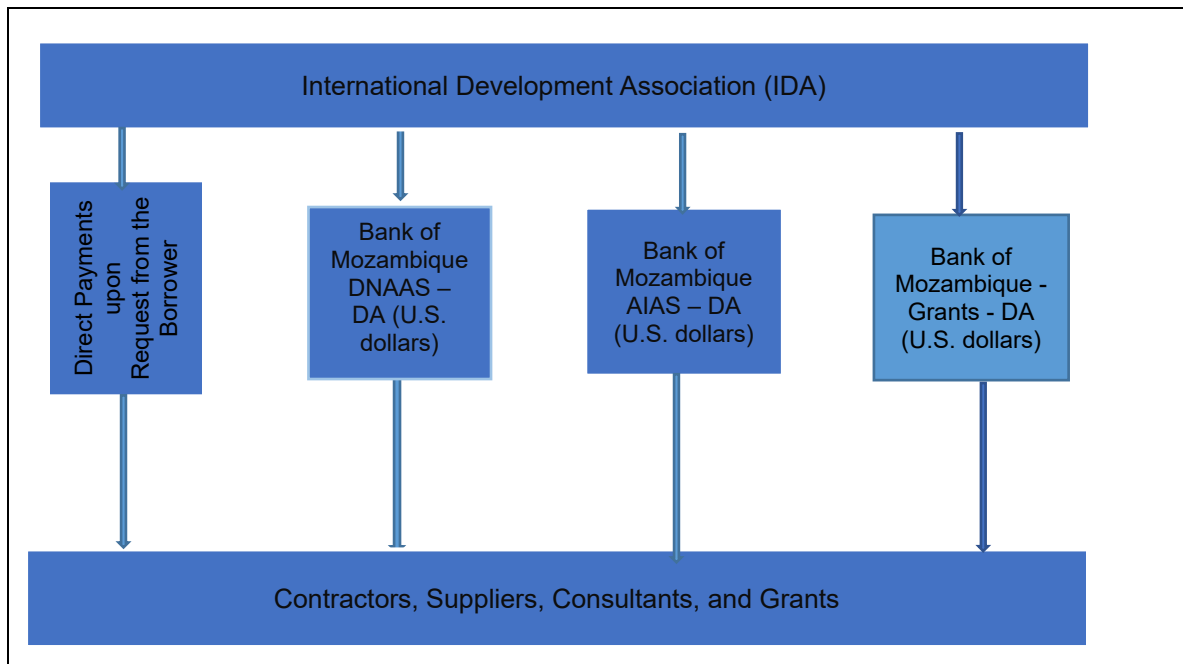 International Development Association (IDA)
Direct Payments
upon
Request from the
Borrower
Bank of
Mozambique
DNAAS –
DA (U.S.
dollars)
Bank of
Mozambique
AIAS – DA
(U.S. dollars)
Bank of
Mozambique -
Grants - DA
(U.S. dollars)
Contractors, Suppliers, Consultants, and Grants